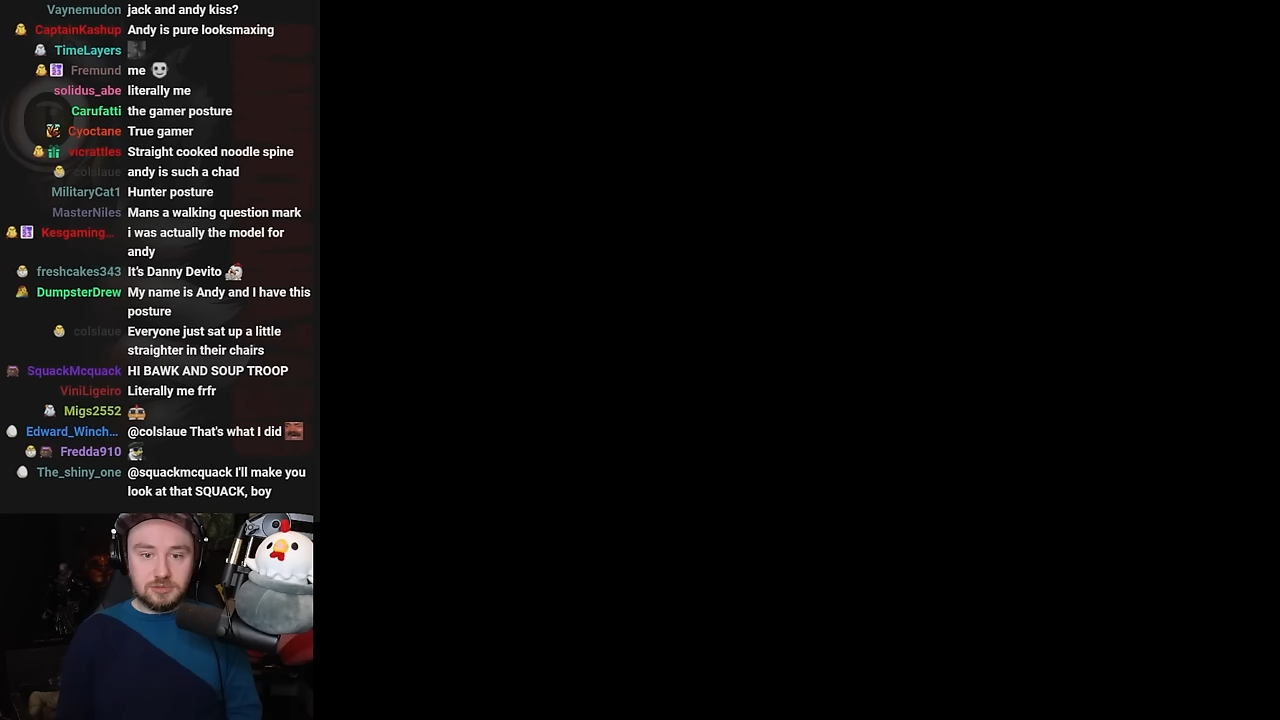 Vaynemudon jack and andy kiss?
CaptainKashup Andy is pure looksmaxing
TimeLayers
Fremund me
solidus_abe literally me
Carufatti the gamer posture
Cyoctane True gamer
vicrattles Straight cooked noodle spine
colslaue andy is such a chad
MilitaryCat1 Hunter posture
MasterNiles Mans a walking question mark
Kesgaming... i was actually the model for
andy
freshcakes343 It's Danny Devito
DumpsterDrew My name is Andy and I have this
posture
colslaue Everyone just sat up a little
straighter in their chairs
SquackMcquack HI BAWK AND SOUP TROOP
ViniLigeiro Literally me frfr
Migs2552
Edward_Winch... @colslaue That's what I did
Fredda910
The_shiny_one @squackmcquack I'll make you
look at that SQUACK, boy